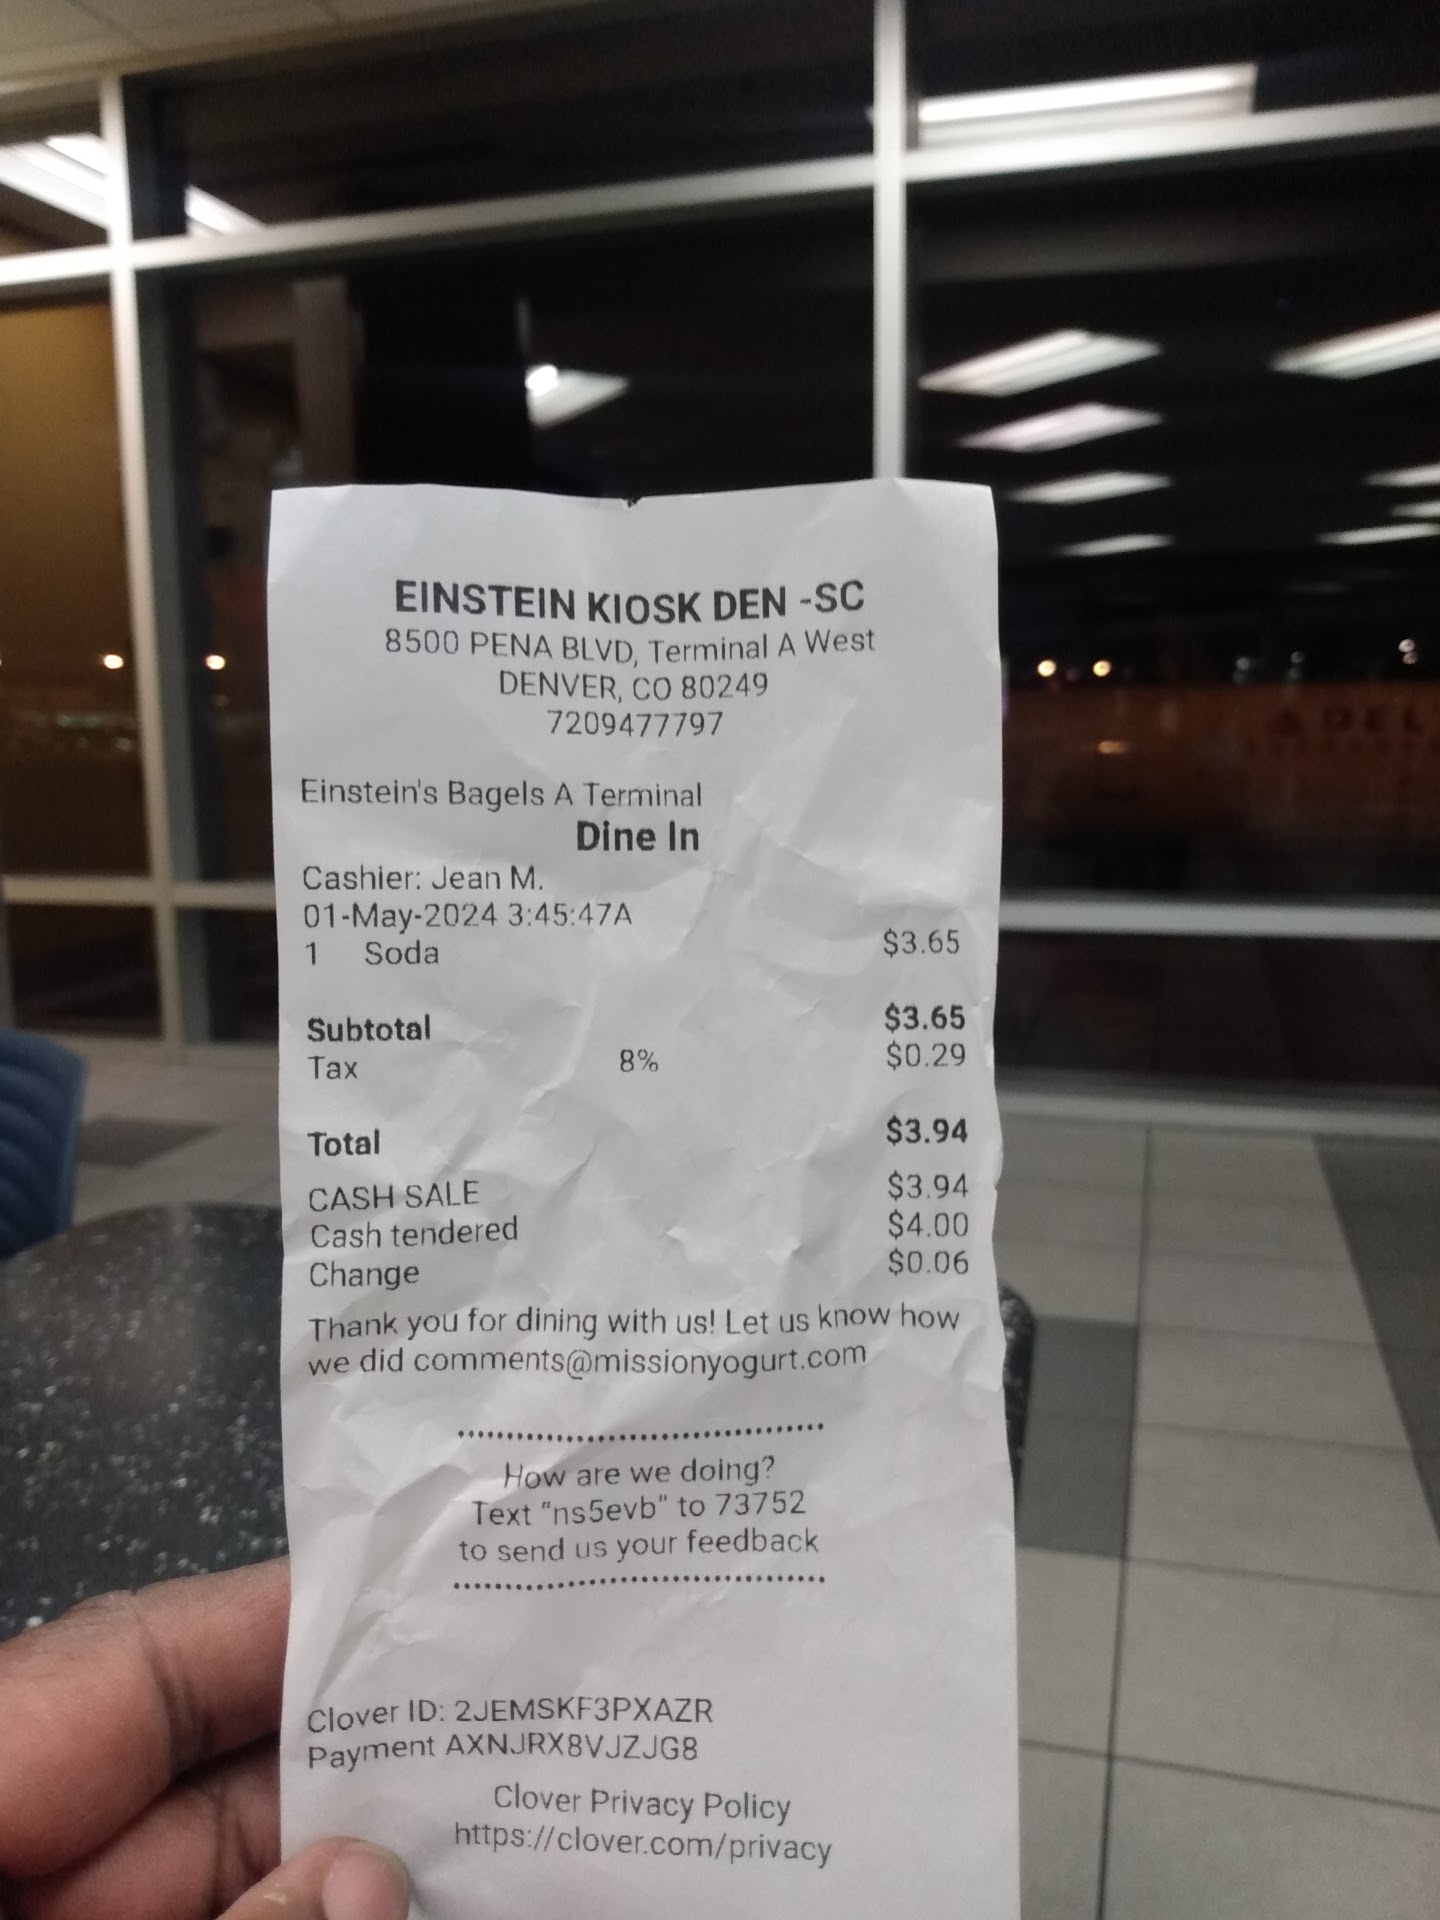 EINSTEIN KIOSK DEN -SC
8500 PENA BLVD, Terminal A West
DENVER, CO 80249
7209477797
Einstein's Bagels A Terminal
Dine In
Cashier: Jean M.
01-May-2024 3:45:47A
1 Soda $3.65
Subtotal $3.65
Tax 8% $0.29
Total $3.94
CASH SALE $3.94
Cash tendered $4.00
Change $0.06
Thank you for dining with us! Let us know how
we did comments@missionyogurt.com
How are we doing?
Text "ns5evb" to 73752
to send us your feedback
Clover ID: 2JEMSKF3PXAZR
Payment AXNJRX8VJZJG8
Clover Privacy Policy
https://clover.com/privacy